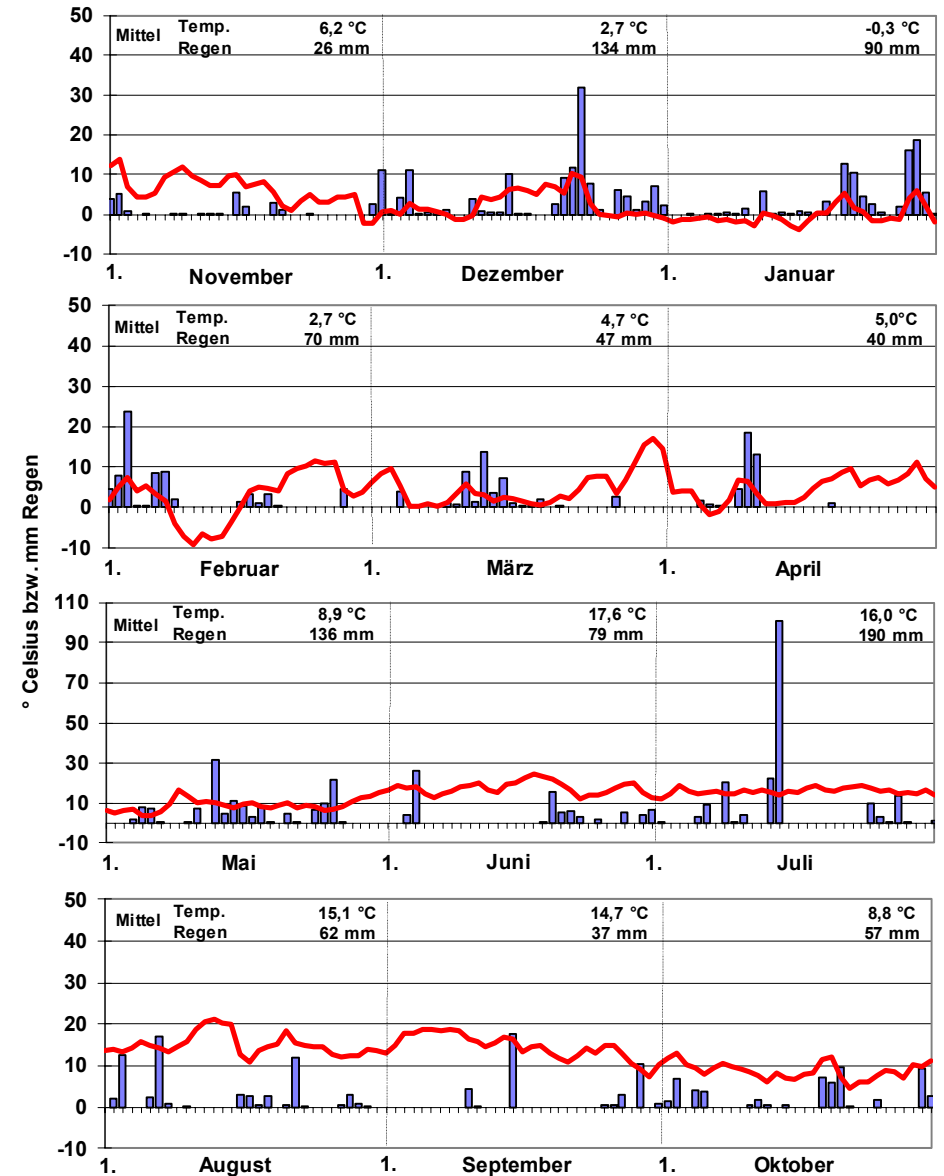 50
40
30
20
10
0
-10
Mittel Temp. 6,2 °C 2,7 °C -0,3 °C
Regen 26 mm 134 mm 90 mm
1. November 1. Dezember 1. Januar
50
40
30
20
10
0
-10
Mittel Temp. 2,7 °C 4,7 °C 5,0°C
Regen 70 mm 47 mm 40 mm
1. Februar 1. März 1. April
° Celsius bzw. mm Regen
110
90
70
50
30
10
-10
Mittel Temp. 8,9 °C 17,6 °C 16,0 °C
Regen 136 mm 79 mm 190 mm
1. Mai 1. Juni 1. Juli
50
40
30
20
10
0
-10
Mittel Temp. 15,1 °C 14,7 °C 8,8 °C
Regen 62 mm 37 mm 57 mm
1. August 1. September 1. Oktober